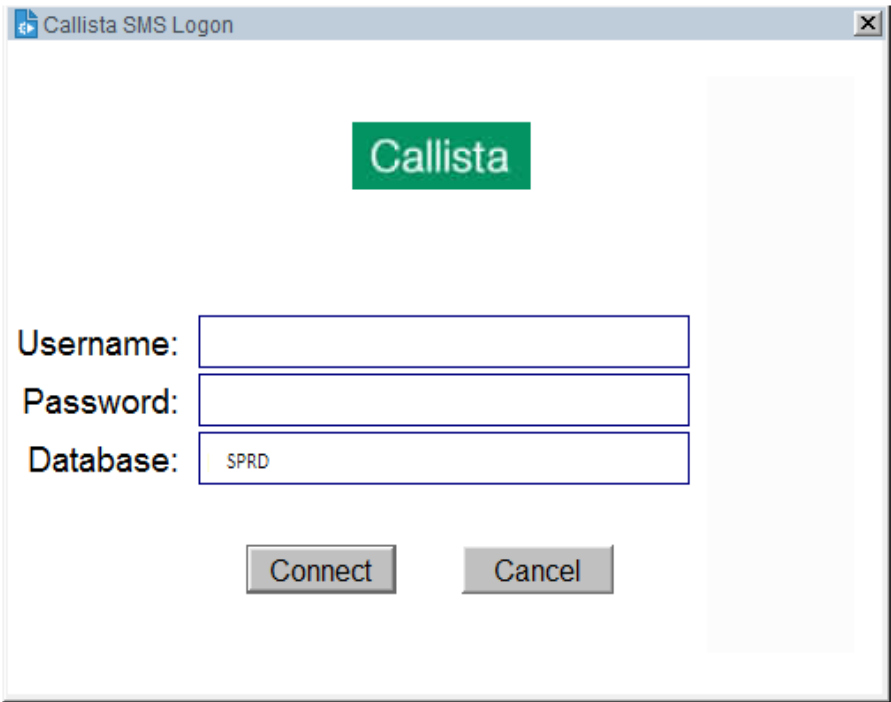 Callista SMS Logon
Callista
Username:
Password:
Database: SPRD
Connect Cancel